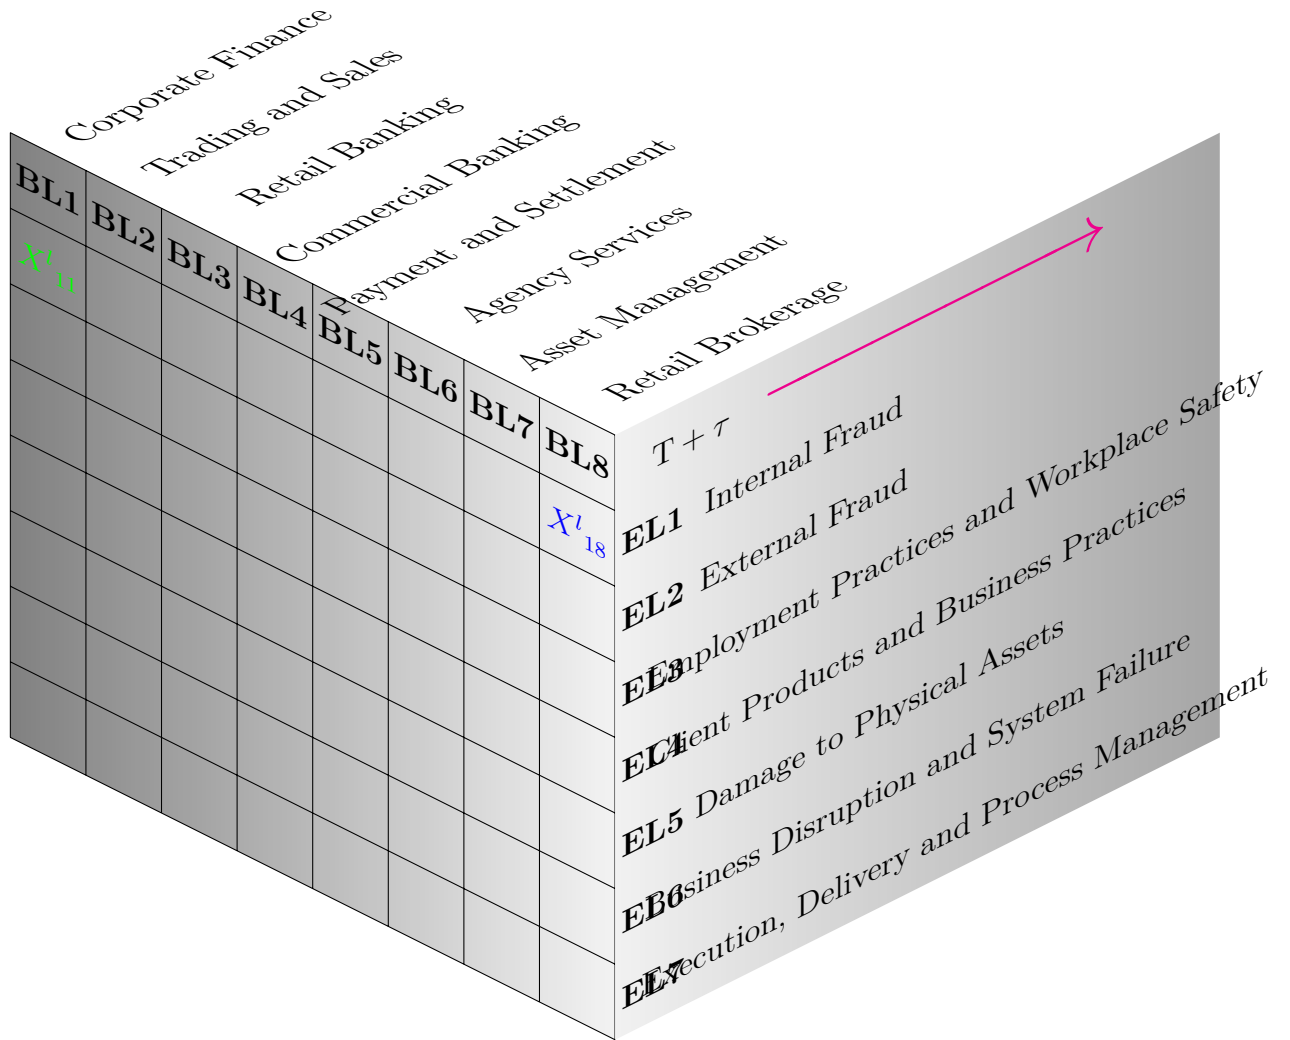 Corporate Finance
Trading and Sales
Retail Banking
Commercial Banking
Payment and Settlement
Agency Services
Asset Management
Retail Brokerage
BL1
BL2
BL3
BL4
BL5
BL6
BL7
BL8
X^l_11
X^l_18
T + τ
EL1 Internal Fraud
EL2 External Fraud
EL3 Employment Practices and Workplace Safety
EL4 Client Products and Business Practices
EL5 Damage to Physical Assets
EL6 Business Disruption and System Failure
EL7 Execution, Delivery and Process Management